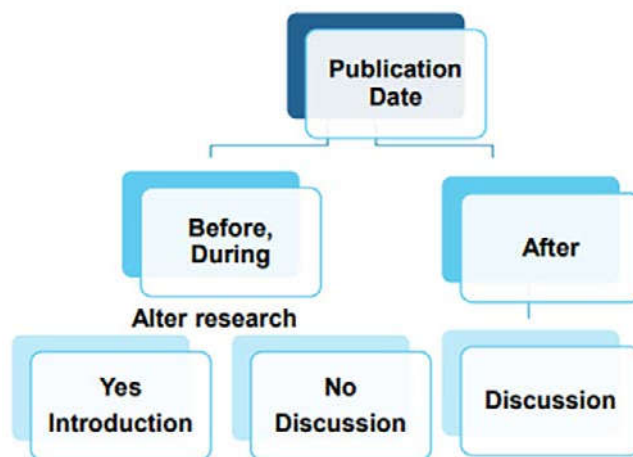 Publication
Date
Before,
During
After
Alter research
Yes
Introduction
No
Discussion
Discussion